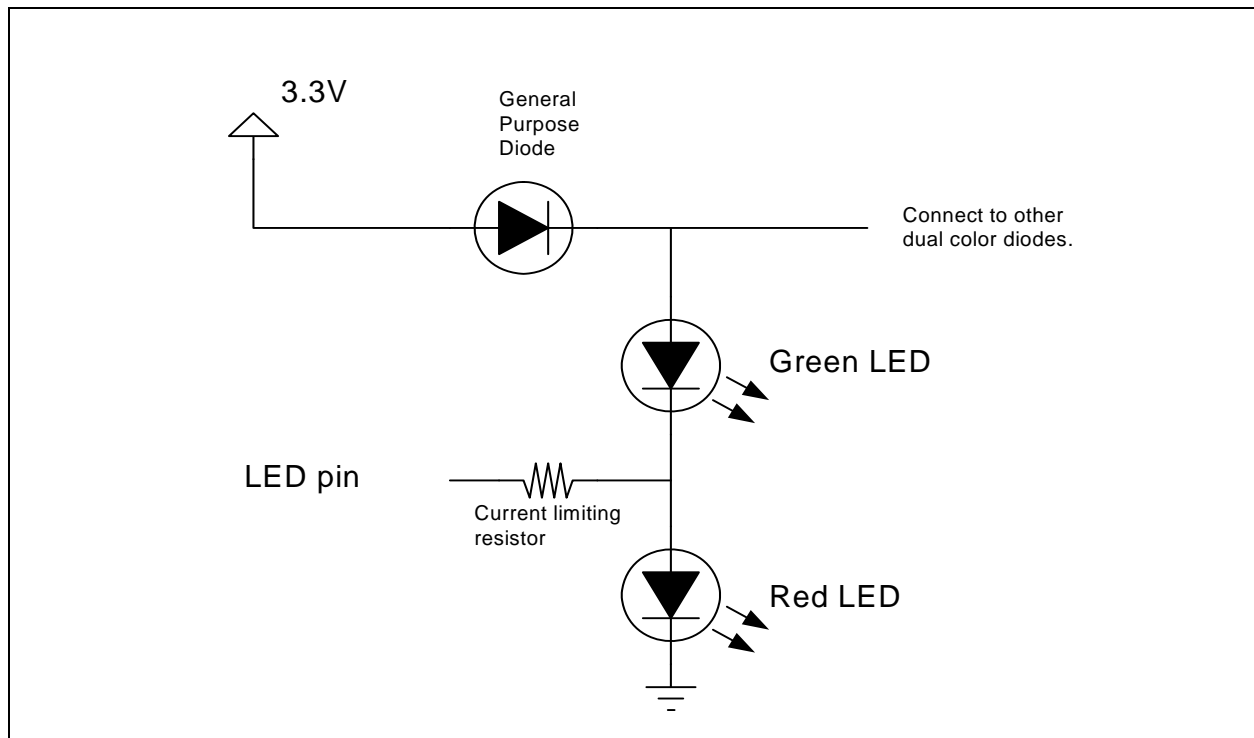 3.3V
General
Purpose
Diode
Connect to other
dual color diodes.
Green LED
LED pin
Current limiting
resistor
Red LED